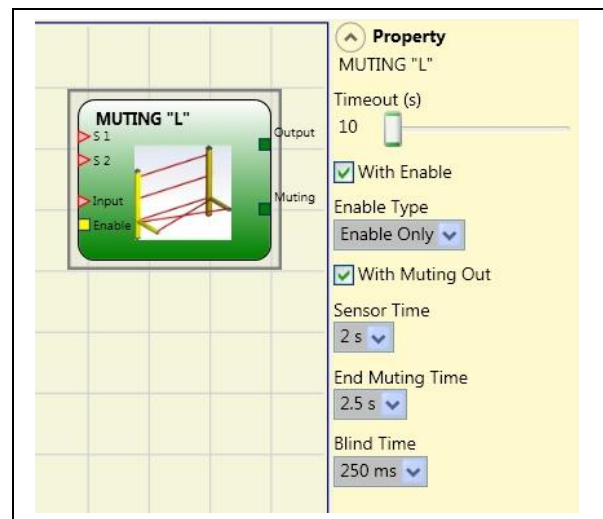 MUTING "L"
S 1
S 2
Input
Enable
Output
Muting
Property
MUTING "L"
Timeout (s)
10
With Enable
Enable Type
Enable Only
With Muting Out
Sensor Time
2 s
End Muting Time
2.5 s
Blind Time
250 ms